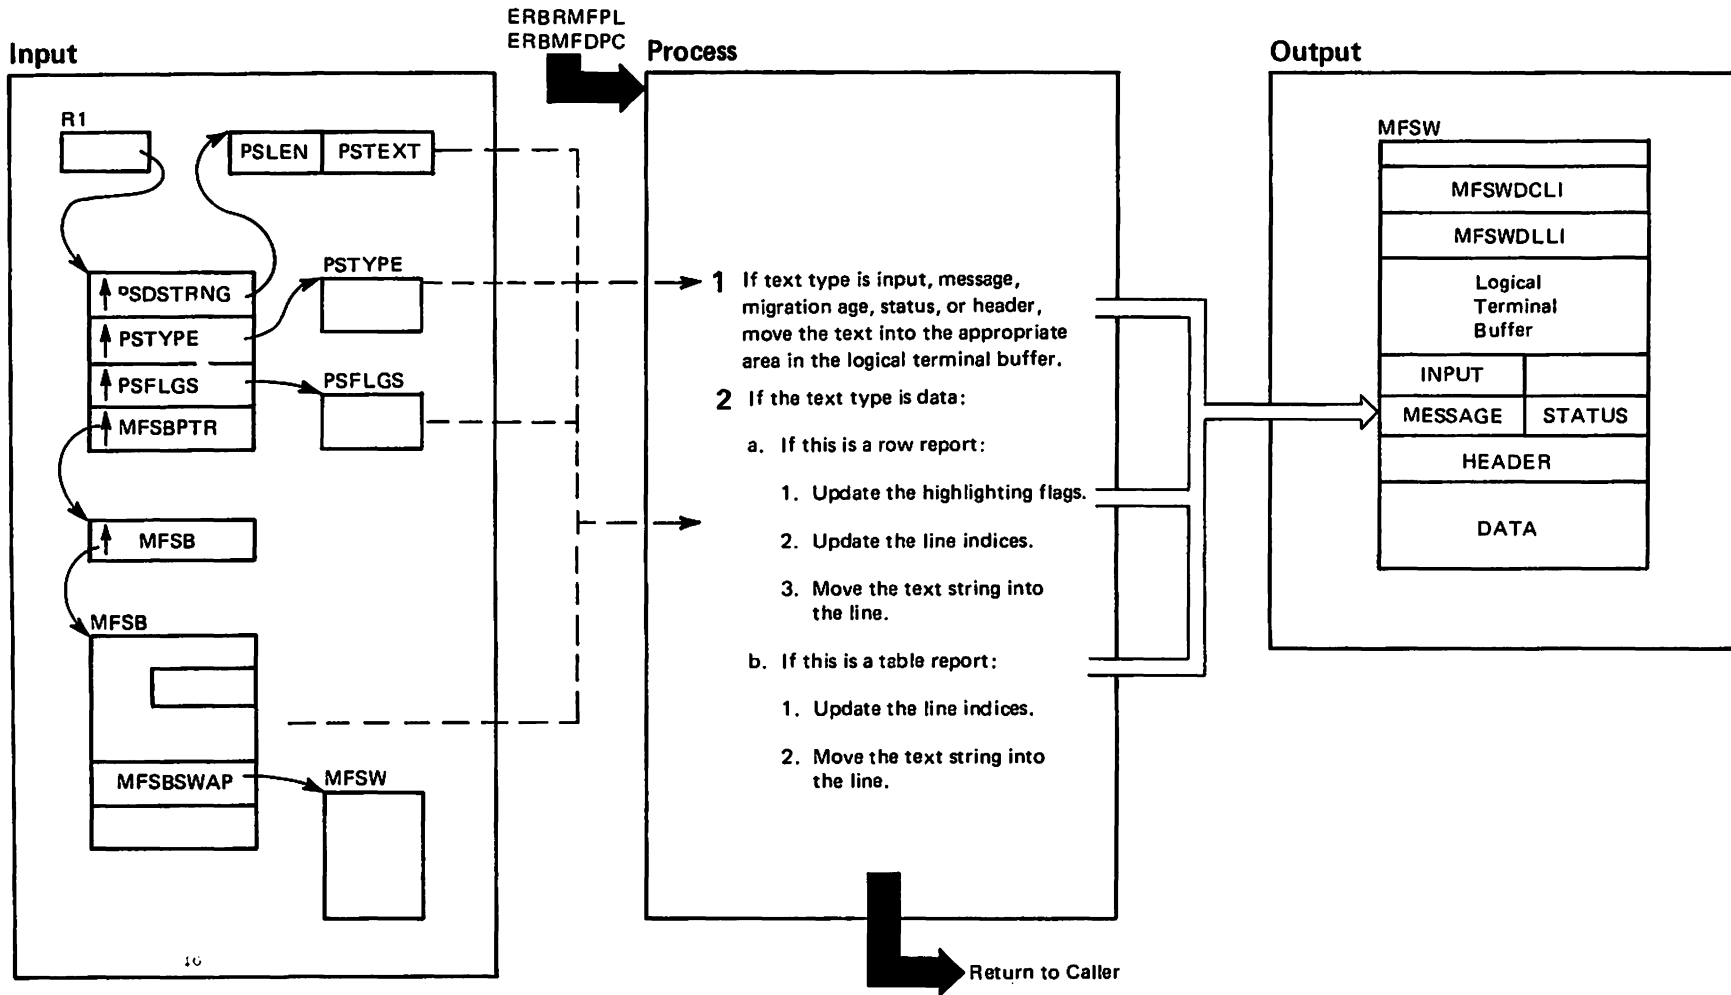 ERBRMFPL
ERBMFDPC
Input
Process
Output
R1
PSLEN PSTEXT
PSDSTRNG
PSTYPE
PSFLGS
MFSBPTR
PSTYPE
PSFLGS
MFSB
MFSB
MFSBSWAP
MFSW
1 If text type is input, message,
migration age, status, or header,
move the text into the appropriate
area in the logical terminal buffer.
2 If the text type is data:
a. If this is a row report:
1. Update the highlighting flags.
2. Update the line indices.
3. Move the text string into
the line.
b. If this is a table report:
1. Update the line indices.
2. Move the text string into
the line.
Return to Caller
MFSW
MFSWDCLI
MFSWDLLI
Logical
Terminal
Buffer
INPUT
MESSAGE STATUS
HEADER
DATA